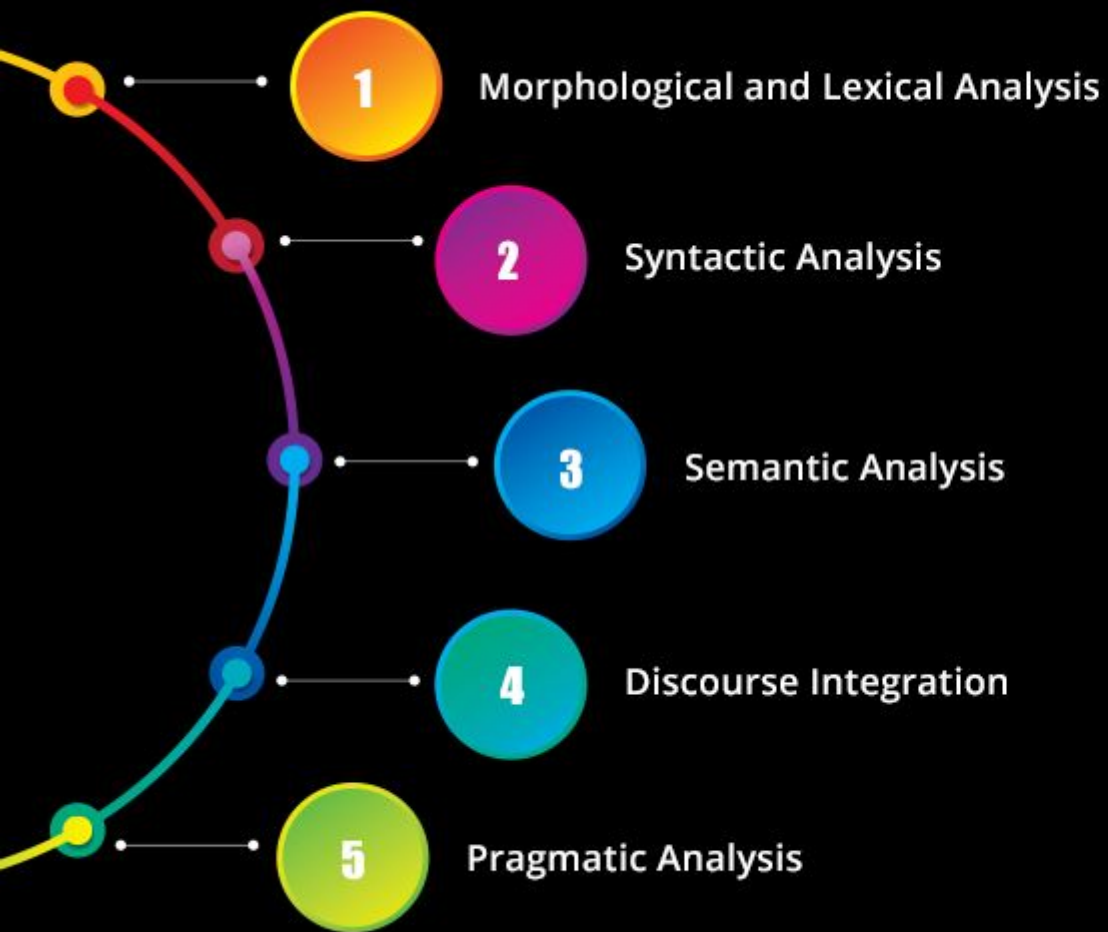 1 Morphological and Lexical Analysis
2 Syntactic Analysis
3 Semantic Analysis
4 Discourse Integration
5 Pragmatic Analysis